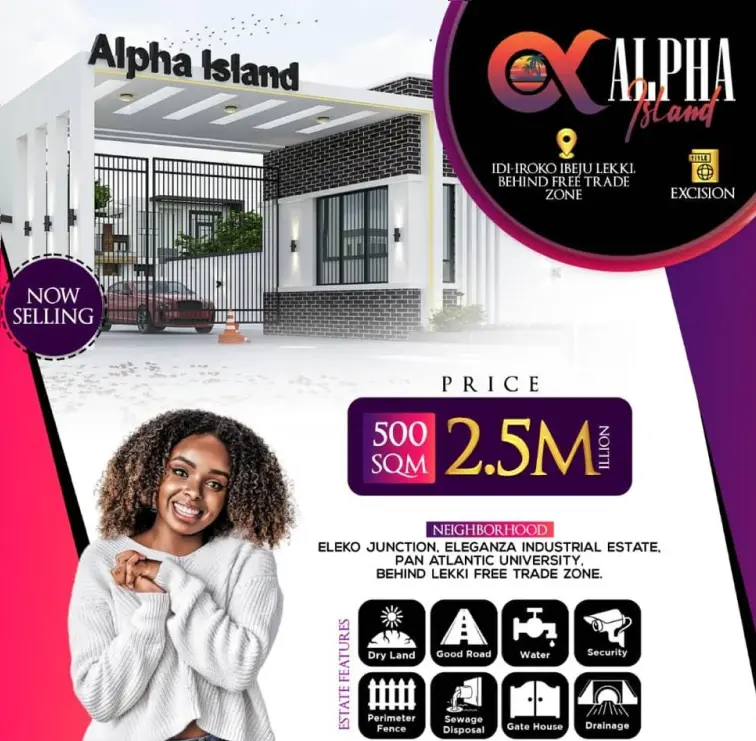 Alpha Island
ALPHA
Island
IDI-IROKO IBEJU LEKKI.
BEHIND FREE TRADE
ZONE
TITLE
EXCISION
NOW
SELLING
PRICE
500
SQM
2.5MILLION
NEIGHBORHOOD
ELEKO JUNCTION, ELEGANZA INDUSTRIAL ESTATE,
PAN ATLANTIC UNIVERSITY,
BEHIND LEKKI FREE TRADE ZONE.
ESTATE FEATURES
Dry Land
Good Road
Water
Security
Perimeter
Fence
Sewage
Disposal
Gate House
Drainage